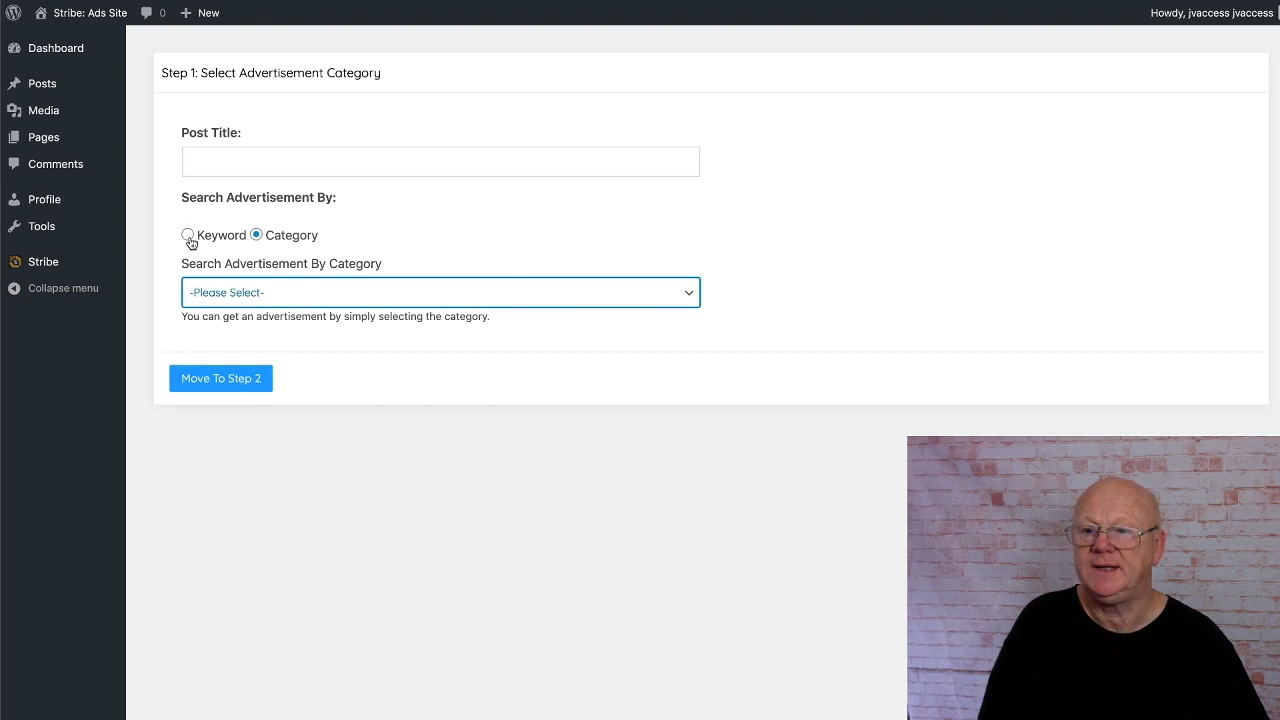 Stribe: Ads Site
0
New
Howdy, jvaccess jvaccess
Dashboard
Posts
Media
Pages
Comments
Profile
Tools
Stribe
Collapse menu
Step 1: Select Advertisement Category
Post Title:
Search Advertisement By:
Keyword Category
Search Advertisement By Category
-Please Select-
You can get an advertisement by simply selecting the category.
Move To Step 2